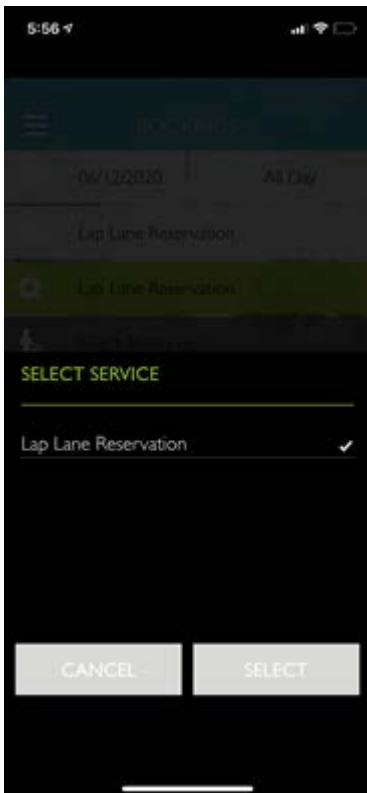 5:56
BOOKINGS
06/12/2020 All Day
Lap Lane Reservation
Lap Lane Reservation
SELECT SERVICE
Lap Lane Reservation
CANCEL SELECT